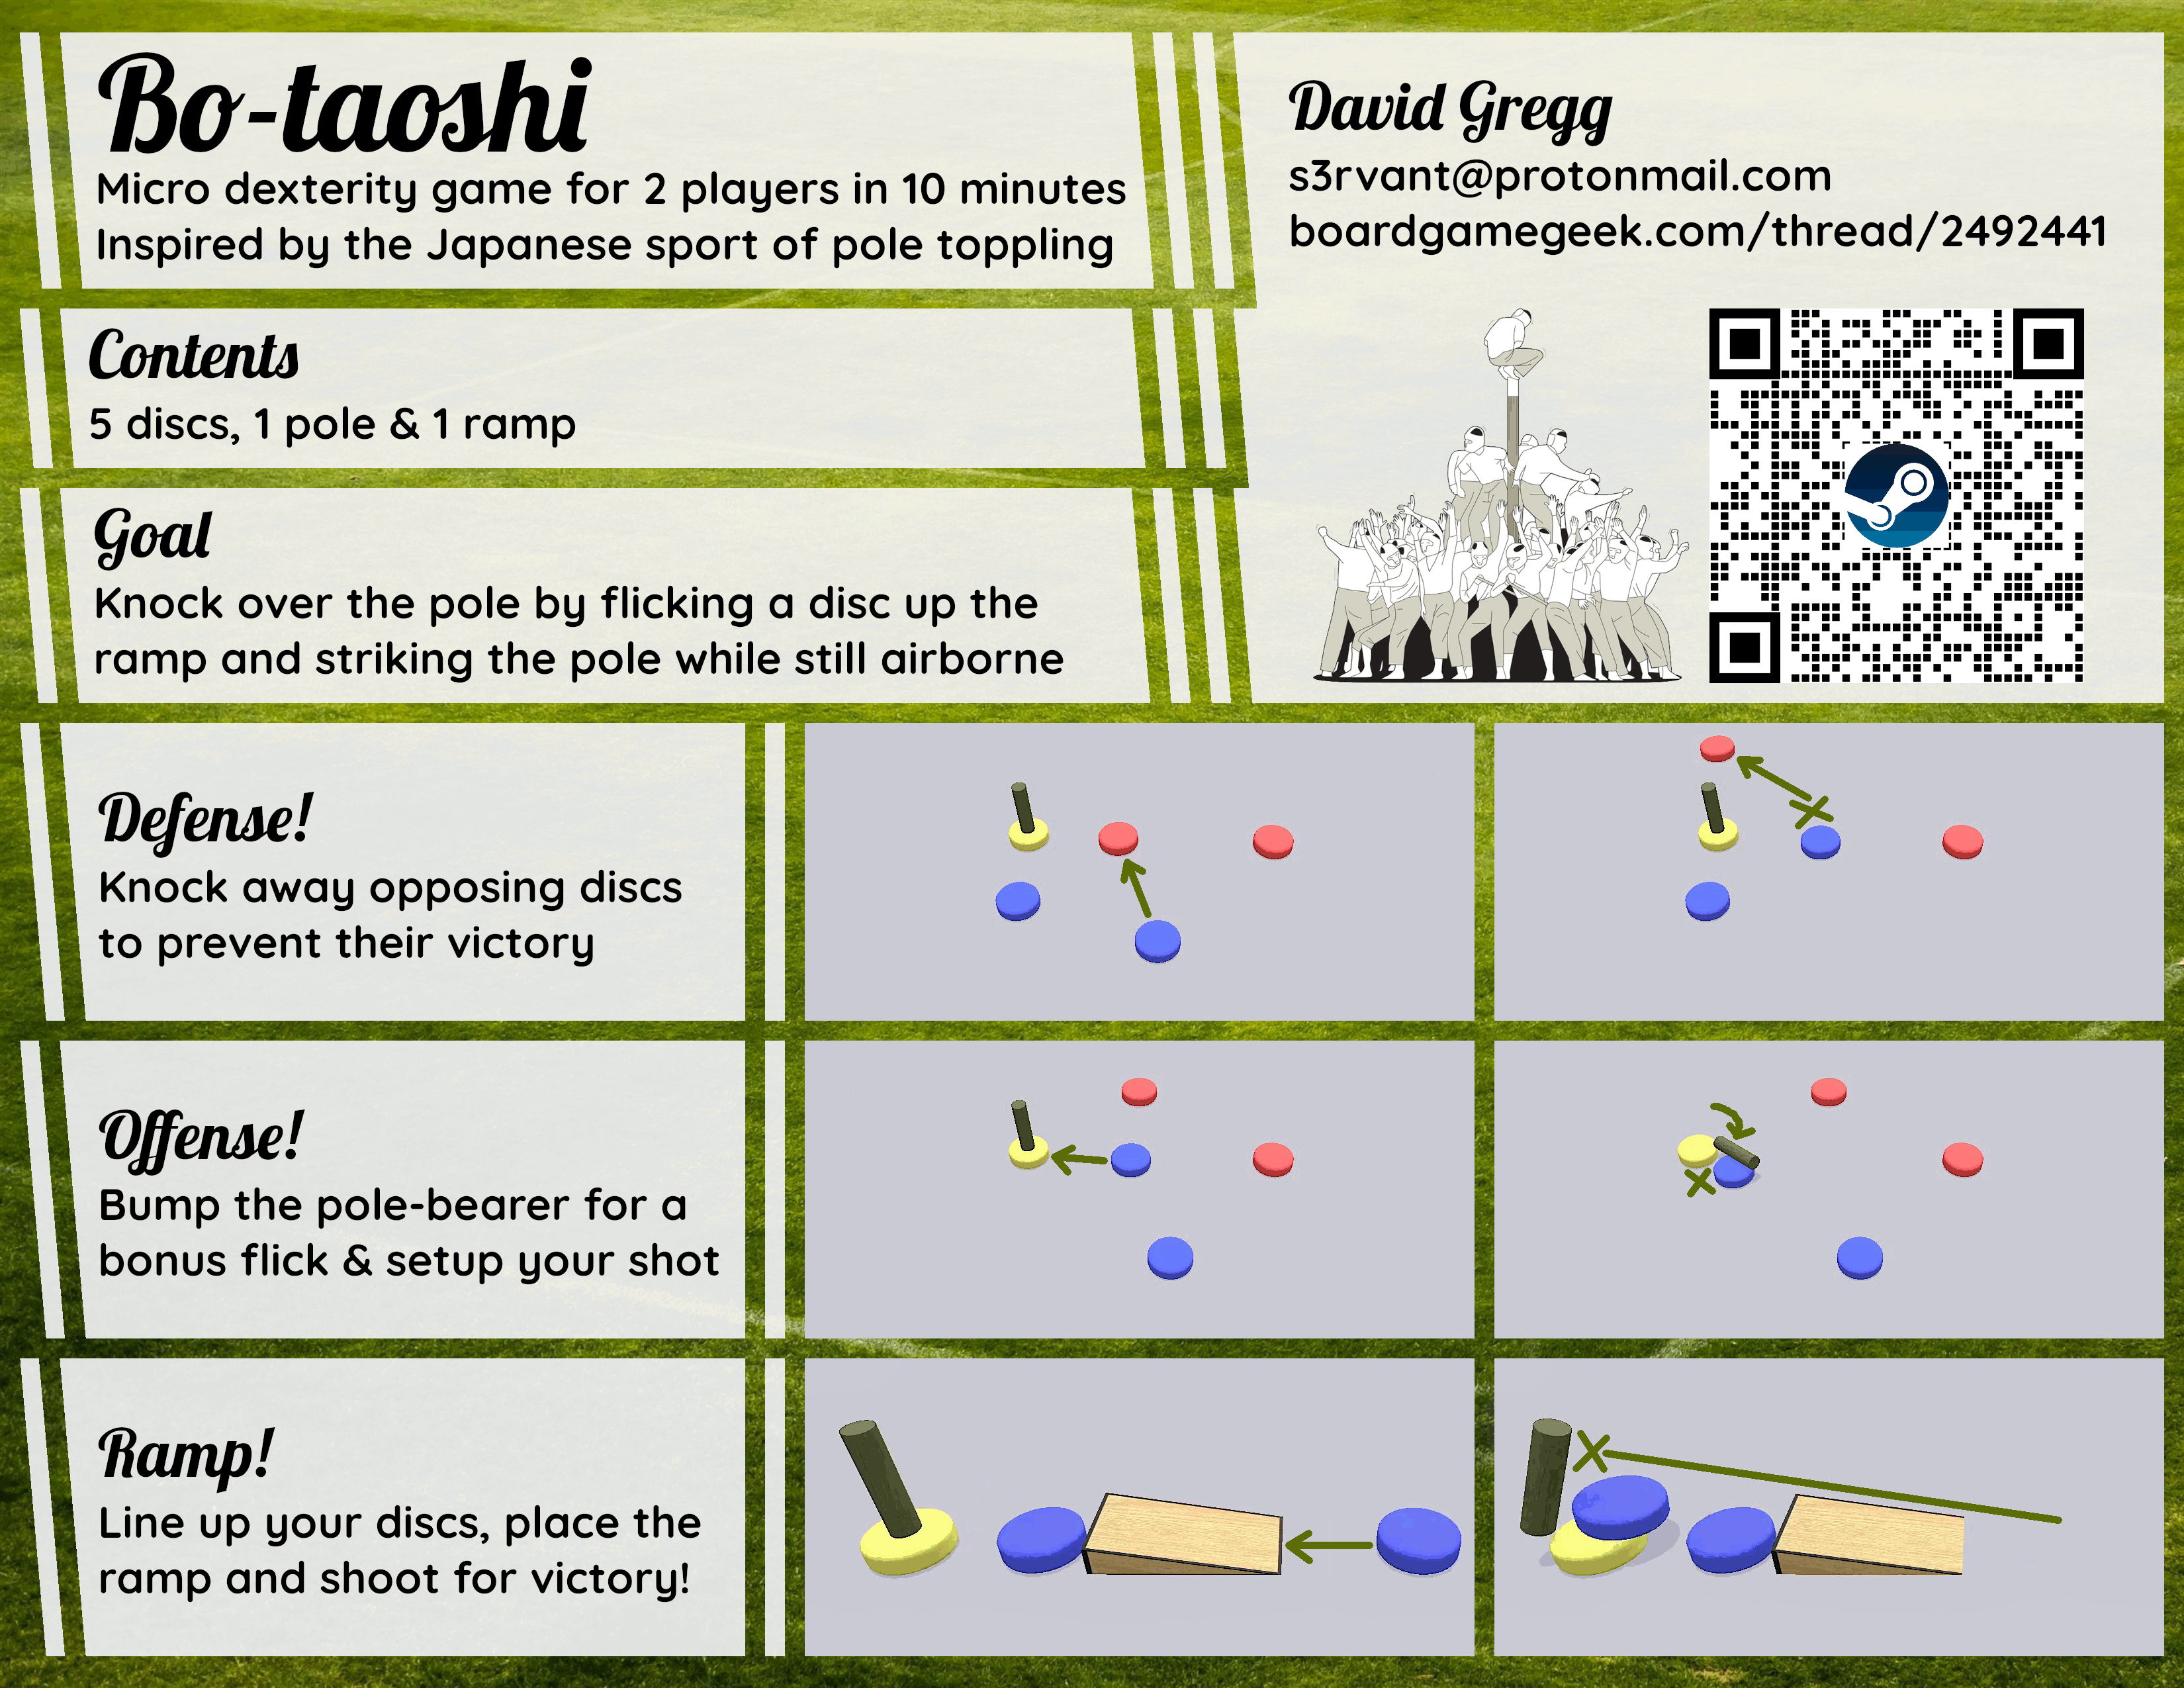 Bo-taoshi
Micro dexterity game for 2 players in 10 minutes
Inspired by the Japanese sport of pole toppling
David Gregg
s3rvant@protonmail.com
boardgamegeek.com/thread/2492441
Contents
5 discs, 1 pole & 1 ramp
Goal
Knock over the pole by flicking a disc up the
ramp and striking the pole while still airborne
Defense!
Knock away opposing discs
to prevent their victory
Offense!
Bump the pole-bearer for a
bonus flick & setup your shot
Ramp!
Line up your discs, place the
ramp and shoot for victory!